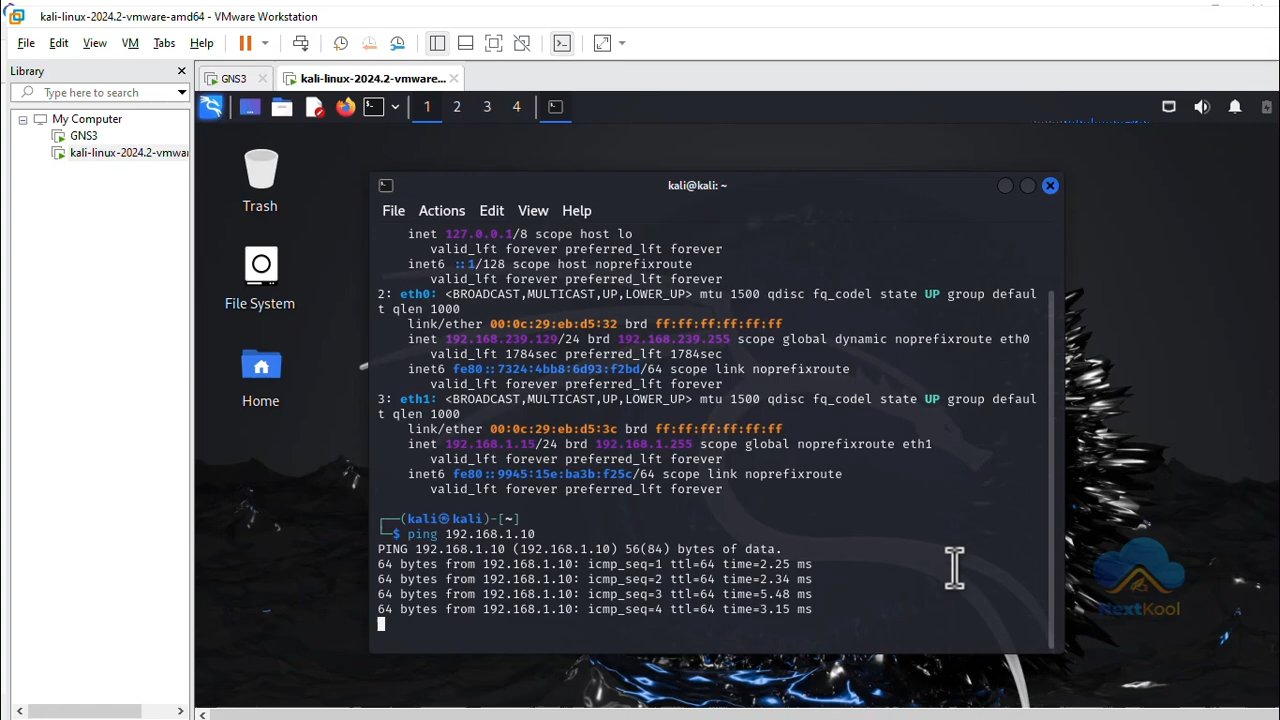 kali-linux-2024.2-vmware-amd64 - VMware Workstation
File Edit View VM Tabs Help
Library
Type here to search
My Computer
GNS3
kali-linux-2024.2-vmwar
GNS3
kali-linux-2024.2-vmware...
1 2 3 4
Trash
File System
Home
kali@kali: ~
File Actions Edit View Help
inet 127.0.0.1/8 scope host lo
valid_lft forever preferred_lft forever
inet6 ::1/128 scope host noprefixroute
valid_lft forever preferred_lft forever
2: eth0: <BROADCAST,MULTICAST,UP,LOWER_UP> mtu 1500 qdisc fq_codel state UP group defaul
t qlen 1000
link/ether 00:0c:29:eb:d5:32 brd ff:ff:ff:ff:ff:ff
inet 192.168.239.129/24 brd 192.168.239.255 scope global dynamic noprefixroute eth0
valid_lft 1784sec preferred_lft 1784sec
inet6 fe80::7324:4bb8:6d93:f2bd/64 scope link noprefixroute
valid_lft forever preferred_lft forever
3: eth1: <BROADCAST,MULTICAST,UP,LOWER_UP> mtu 1500 qdisc fq_codel state UP group defaul
t qlen 1000
link/ether 00:0c:29:eb:d5:3c brd ff:ff:ff:ff:ff:ff
inet 192.168.1.15/24 brd 192.168.1.255 scope global noprefixroute eth1
valid_lft forever preferred_lft forever
inet6 fe80::9945:15e:ba3b:f25c/64 scope link noprefixroute
valid_lft forever preferred_lft forever
┌──(kali㉿kali)-[~]
└─$ ping 192.168.1.10
PING 192.168.1.10 (192.168.1.10) 56(84) bytes of data.
64 bytes from 192.168.1.10: icmp_seq=1 ttl=64 time=2.25 ms
64 bytes from 192.168.1.10: icmp_seq=2 ttl=64 time=2.34 ms
64 bytes from 192.168.1.10: icmp_seq=3 ttl=64 time=5.48 ms
64 bytes from 192.168.1.10: icmp_seq=4 ttl=64 time=3.15 ms
NextKool